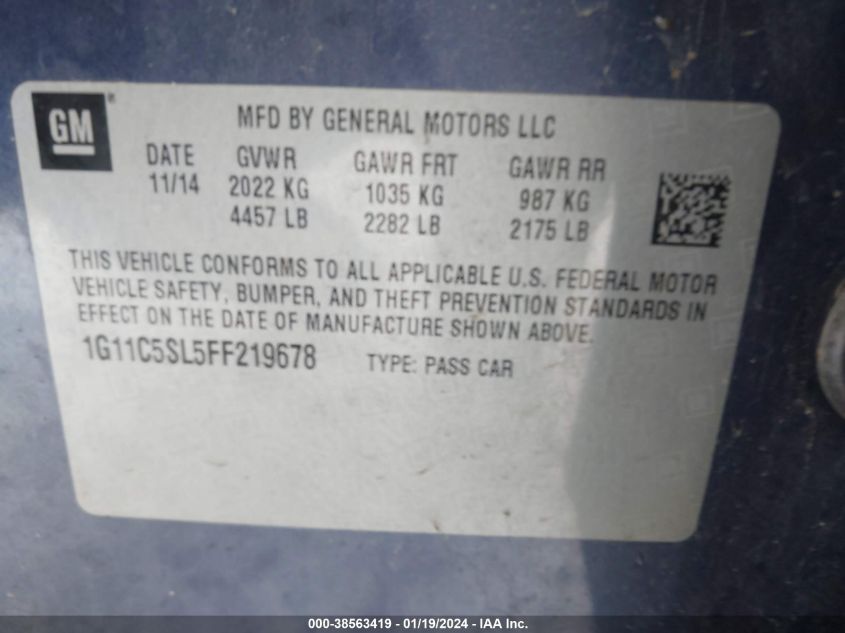 GM®
MFD BY GENERAL MOTORS LLC
DATE GVWR GAWR FRT GAWR RR
11/14 2022 KG 1035 KG 987 KG
4457 LB 2282 LB 2175 LB
THIS VEHICLE CONFORMS TO ALL APPLICABLE U.S. FEDERAL MOTOR
VEHICLE SAFETY, BUMPER, AND THEFT PREVENTION STANDARDS IN
EFFECT ON THE DATE OF MANUFACTURE SHOWN ABOVE.
1G11C5SL5FF219678 TYPE: PASS CAR
000-38563419 - 01/19/2024 - IAA Inc.